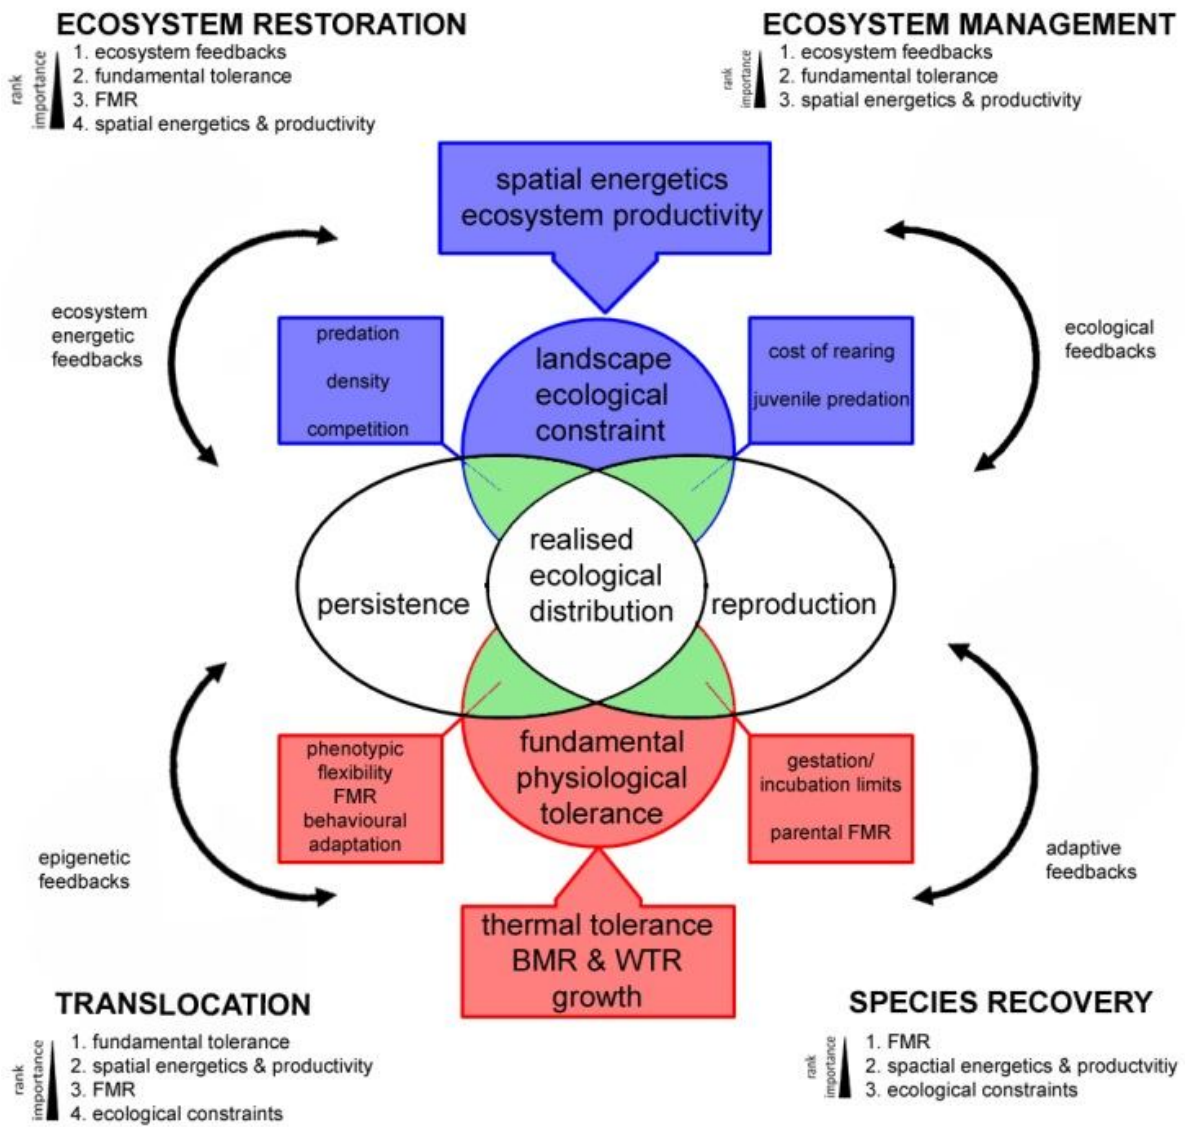 ECOSYSTEM RESTORATION
rank
importance
1. ecosystem feedbacks
2. fundamental tolerance
3. FMR
4. spatial energetics & productivity
ECOSYSTEM MANAGEMENT
rank
importance
1. ecosystem feedbacks
2. fundamental tolerance
3. spatial energetics & productivity
spatial energetics
ecosystem productivity
ecosystem
energetic
feedbacks
ecological
feedbacks
predation
density
competition
landscape
ecological
constraint
cost of rearing
juvenile predation
persistence
realised
ecological
distribution
reproduction
phenotypic
flexibility
FMR
behavioural
adaptation
fundamental
physiological
tolerance
gestation/
incubation limits
parental FMR
epigenetic
feedbacks
adaptive
feedbacks
thermal tolerance
BMR & WTR
growth
TRANSLOCATION
rank
importance
1. fundamental tolerance
2. spatial energetics & productivity
3. FMR
4. ecological constraints
SPECIES RECOVERY
rank
importance
1. FMR
2. spactial energetics & productvitiy
3. ecological constraints